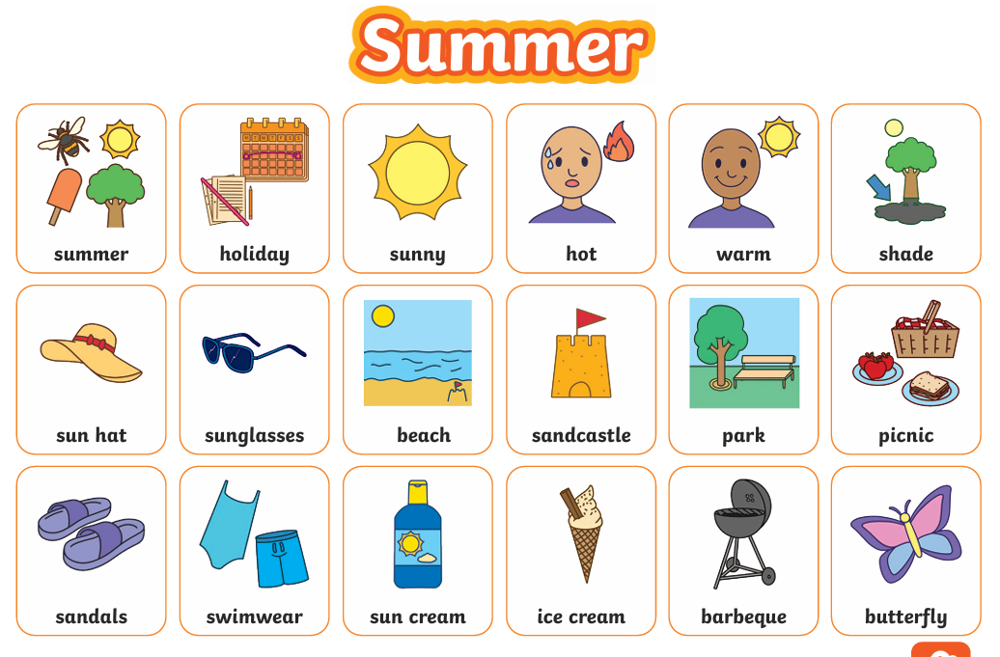 Summer
summer
holiday
sunny
hot
warm
shade
sun hat
sunglasses
beach
sandcastle
park
picnic
sandals
swimwear
sun cream
ice cream
barbeque
butterfly